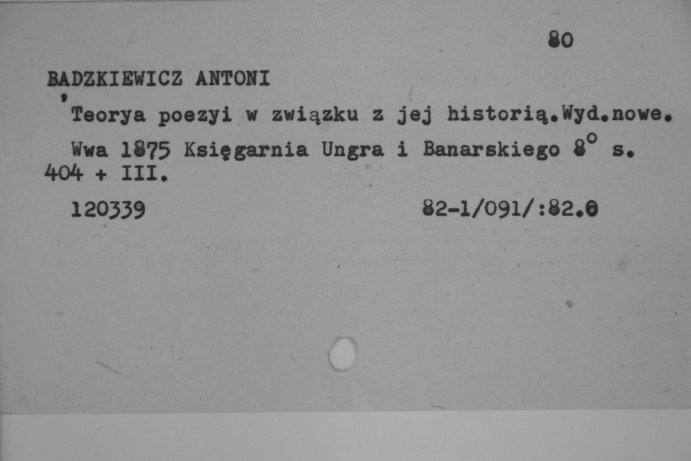 80
BADZKIEWICZ ANTONI
'Teorya poezyi w związku z jej historią.Wyd.nowe.
Wwa 1875 Księgarnia Ungra i Banarskiego 8° s.
404 + III.
120339 82-1/091/:82.0